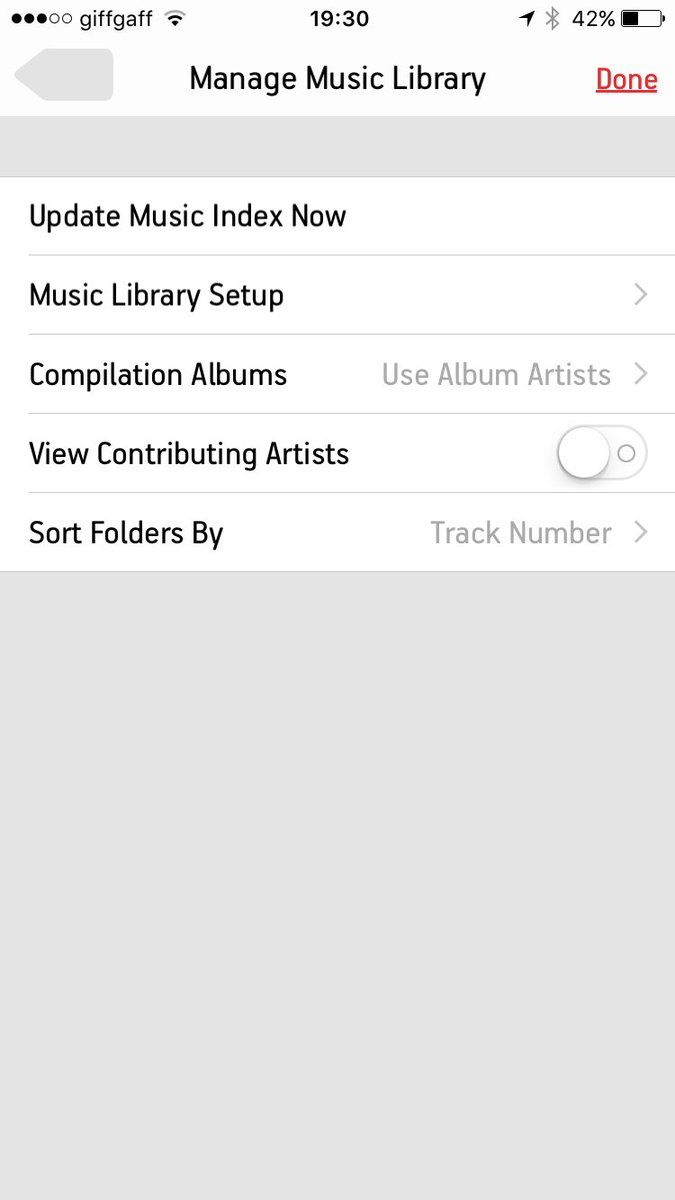 giffgaff 19:30 42%
Manage Music Library Done
Update Music Index Now
Music Library Setup
Compilation Albums Use Album Artists
View Contributing Artists
Sort Folders By Track Number